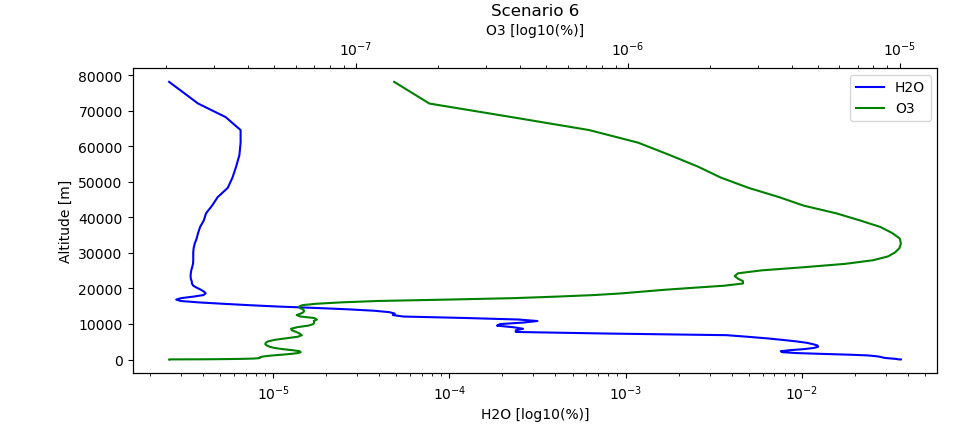 Scenario 6
O3 [log10(%)]
10⁻⁷ 10⁻⁶ 10⁻⁵
80000
70000
60000
50000
40000
30000
20000
10000
0
Altitude [m]
H2O
O3
10⁻⁵ 10⁻⁴ 10⁻³ 10⁻²
H2O [log10(%)]